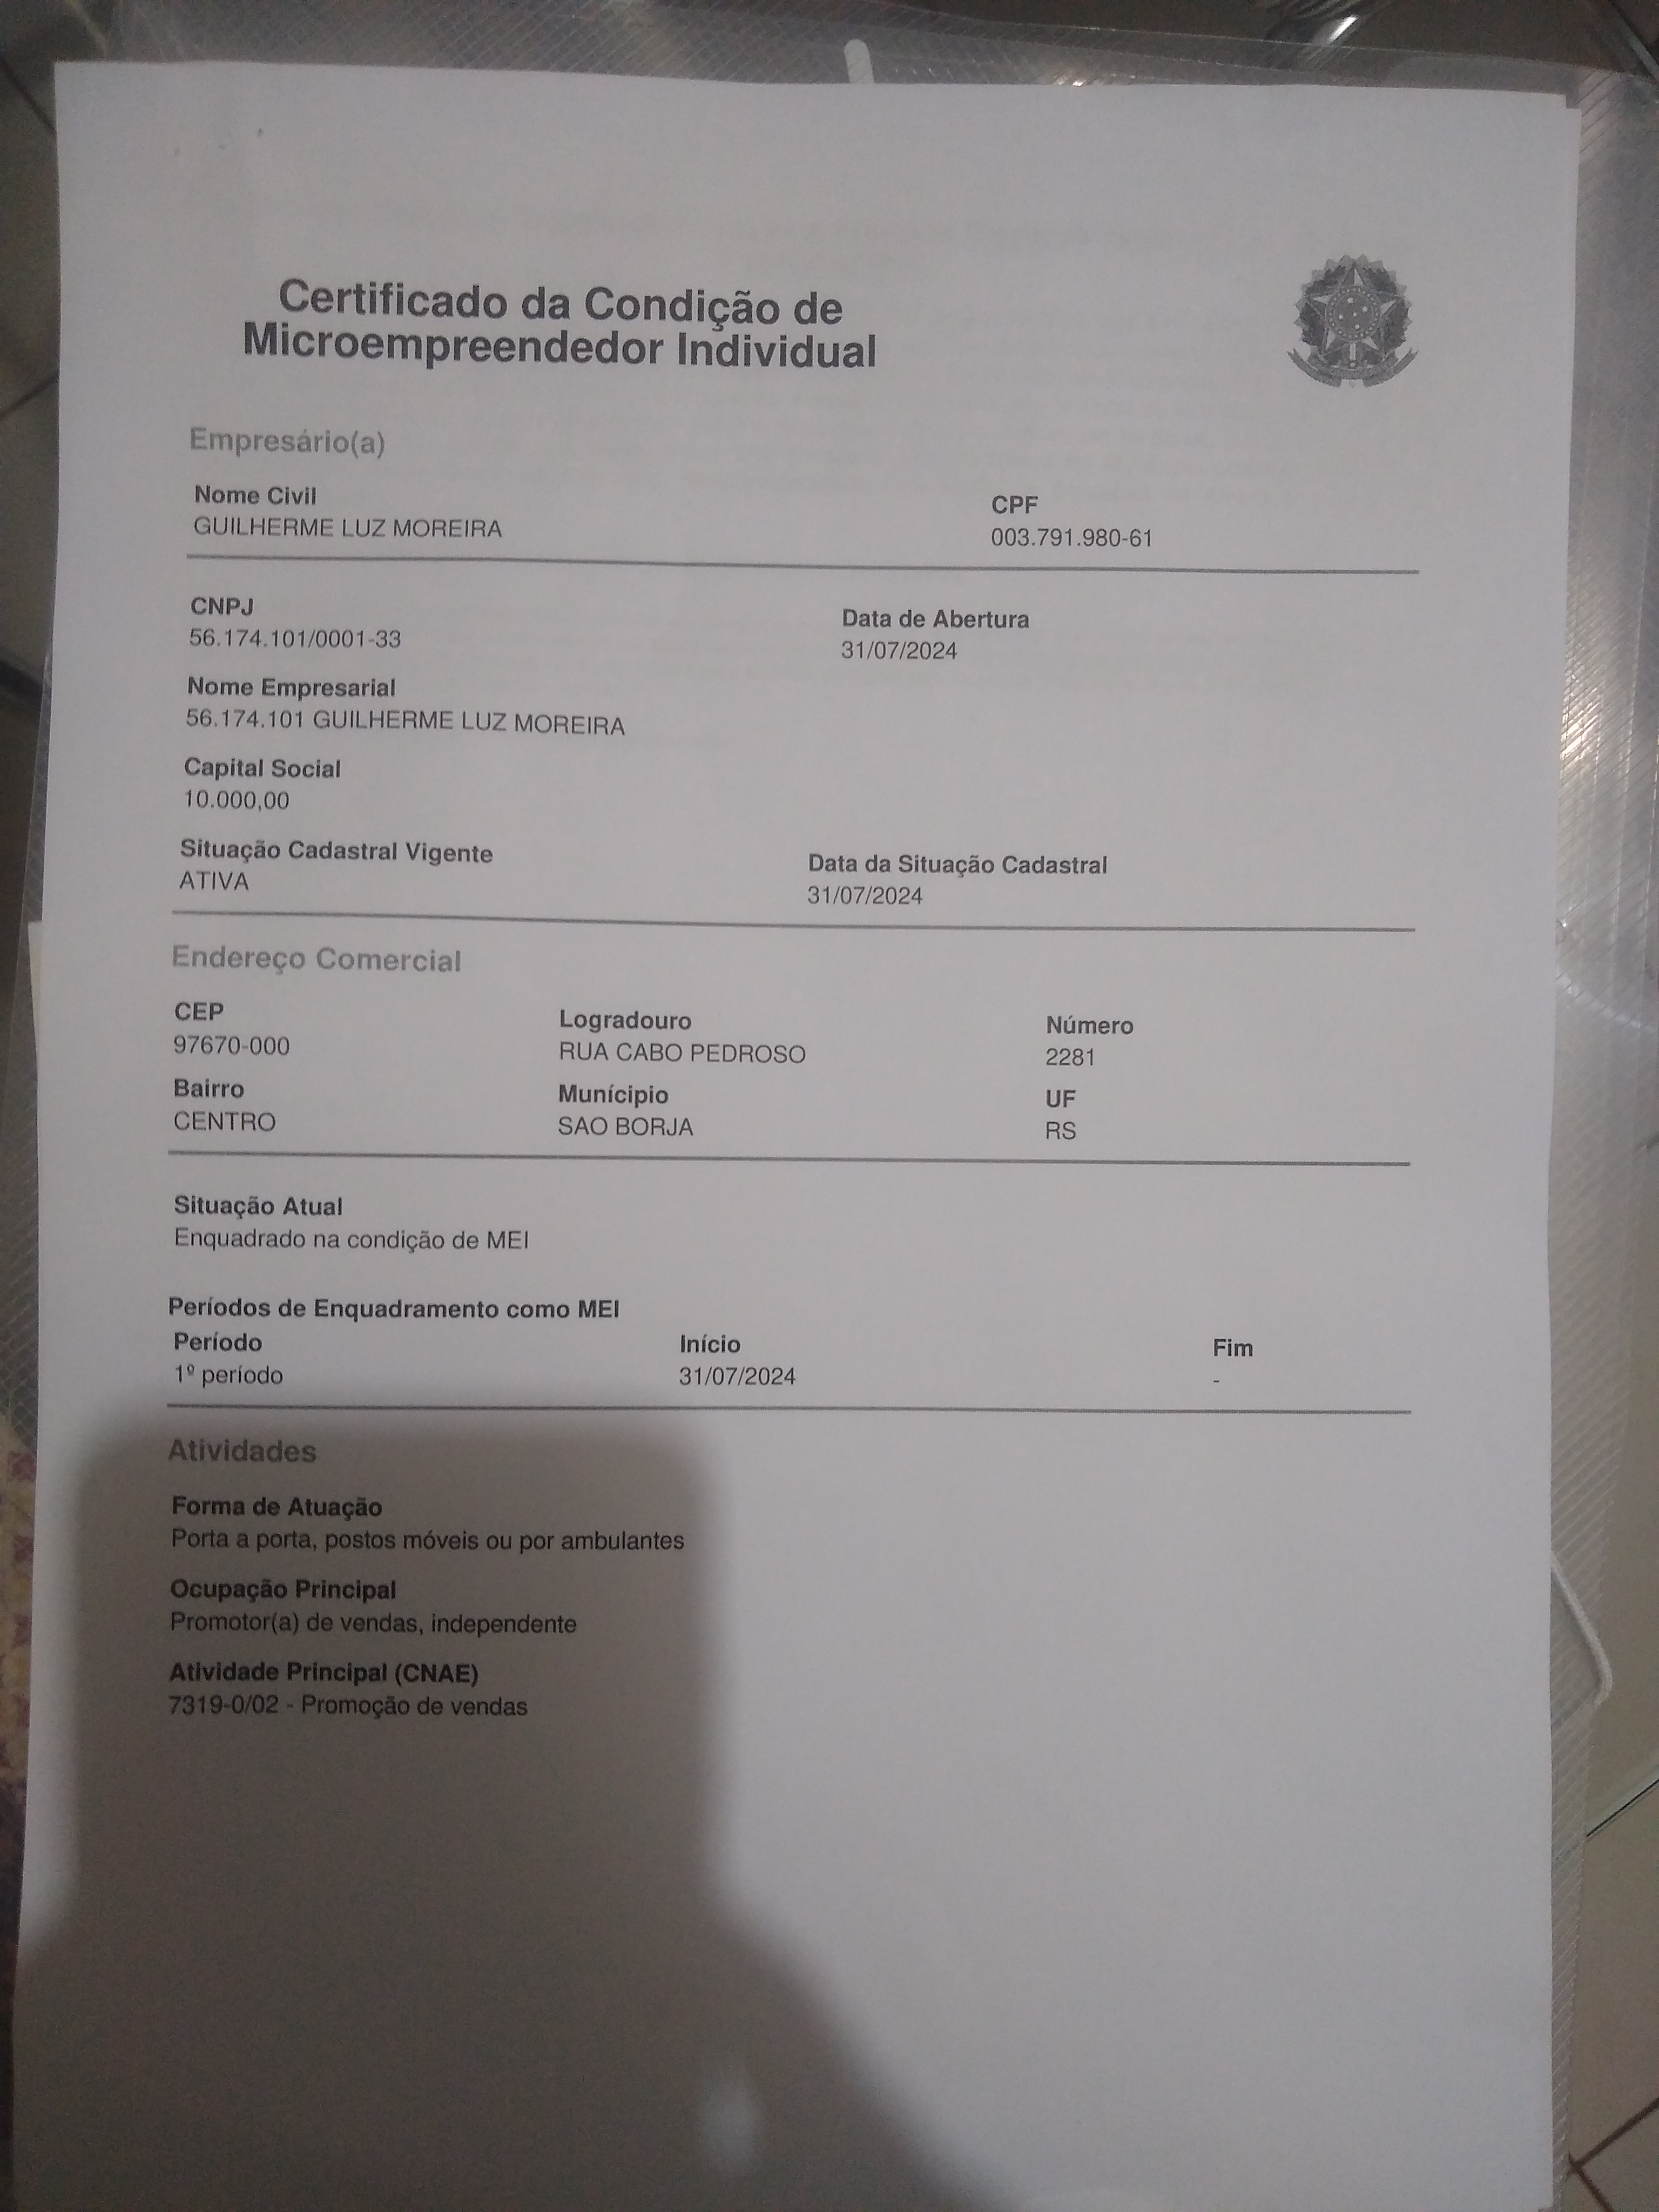 Certificado da Condição de
Microempreendedor Individual
Empresário(a)
Nome Civil CPF
GUILHERME LUZ MOREIRA 003.791.980-61
CNPJ Data de Abertura
56.174.101/0001-33 31/07/2024
Nome Empresarial
56.174.101 GUILHERME LUZ MOREIRA
Capital Social
10.000,00
Situação Cadastral Vigente Data da Situação Cadastral
ATIVA 31/07/2024
Endereço Comercial
CEP Logradouro Número
97670-000 RUA CABO PEDROSO 2281
Bairro Munícipio UF
CENTRO SAO BORJA RS
Situação Atual
Enquadrado na condição de MEI
Períodos de Enquadramento como MEI
Período Início Fim
1º período 31/07/2024 -
Atividades
Forma de Atuação
Porta a porta, postos móveis ou por ambulantes
Ocupação Principal
Promotor(a) de vendas, independente
Atividade Principal (CNAE)
7319-0/02 - Promoção de vendas